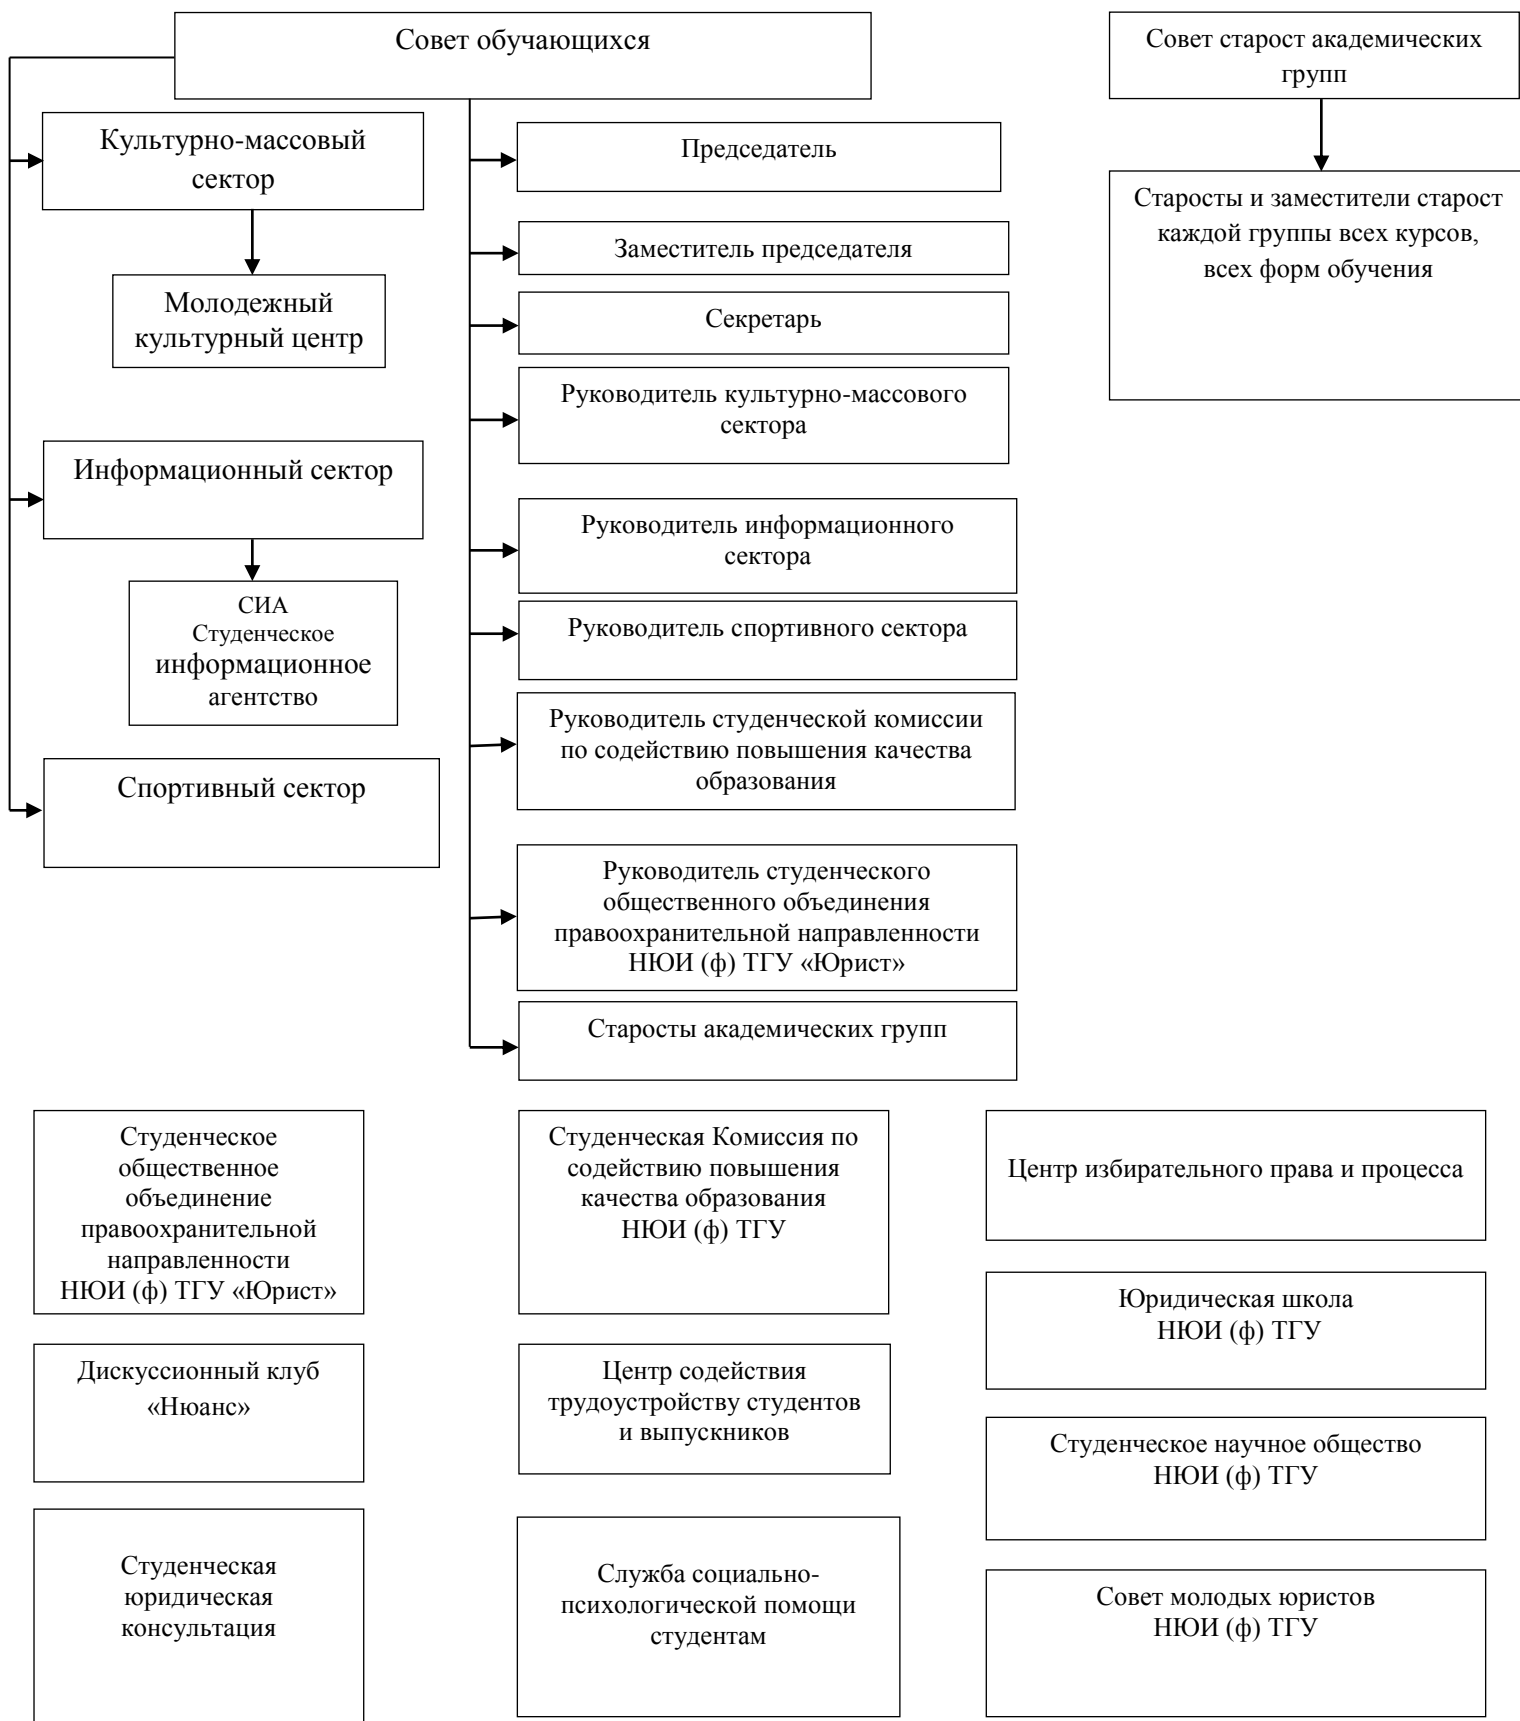 Совет обучающихся
Совет старост академических
групп
Культурно-массовый
сектор
Молодежный
культурный центр
Информационный сектор
СИА
Студенческое
информационное
агентство
Спортивный сектор
Председатель
Заместитель председателя
Секретарь
Руководитель культурно-массового
сектора
Руководитель информационного
сектора
Руководитель спортивного сектора
Руководитель студенческой комиссии
по содействию повышения качества
образования
Руководитель студенческого
общественного объединения
правоохранительной направленности
НЮИ (ф) ТГУ «Юрист»
Старосты академических групп
Старосты и заместители старост
каждой группы всех курсов,
всех форм обучения
Студенческое
общественное
объединение
правоохранительной
направленности
НЮИ (ф) ТГУ «Юрист»
Студенческая Комиссия по
содействию повышения
качества образования
НЮИ (ф) ТГУ
Центр избирательного права и процесса
Юридическая школа
НЮИ (ф) ТГУ
Дискуссионный клуб
«Нюанс»
Центр содействия
трудоустройству студентов
и выпускников
Студенческое научное общество
НЮИ (ф) ТГУ
Студенческая
юридическая
консультация
Служба социально-
психологической помощи
студентам
Совет молодых юристов
НЮИ (ф) ТГУ